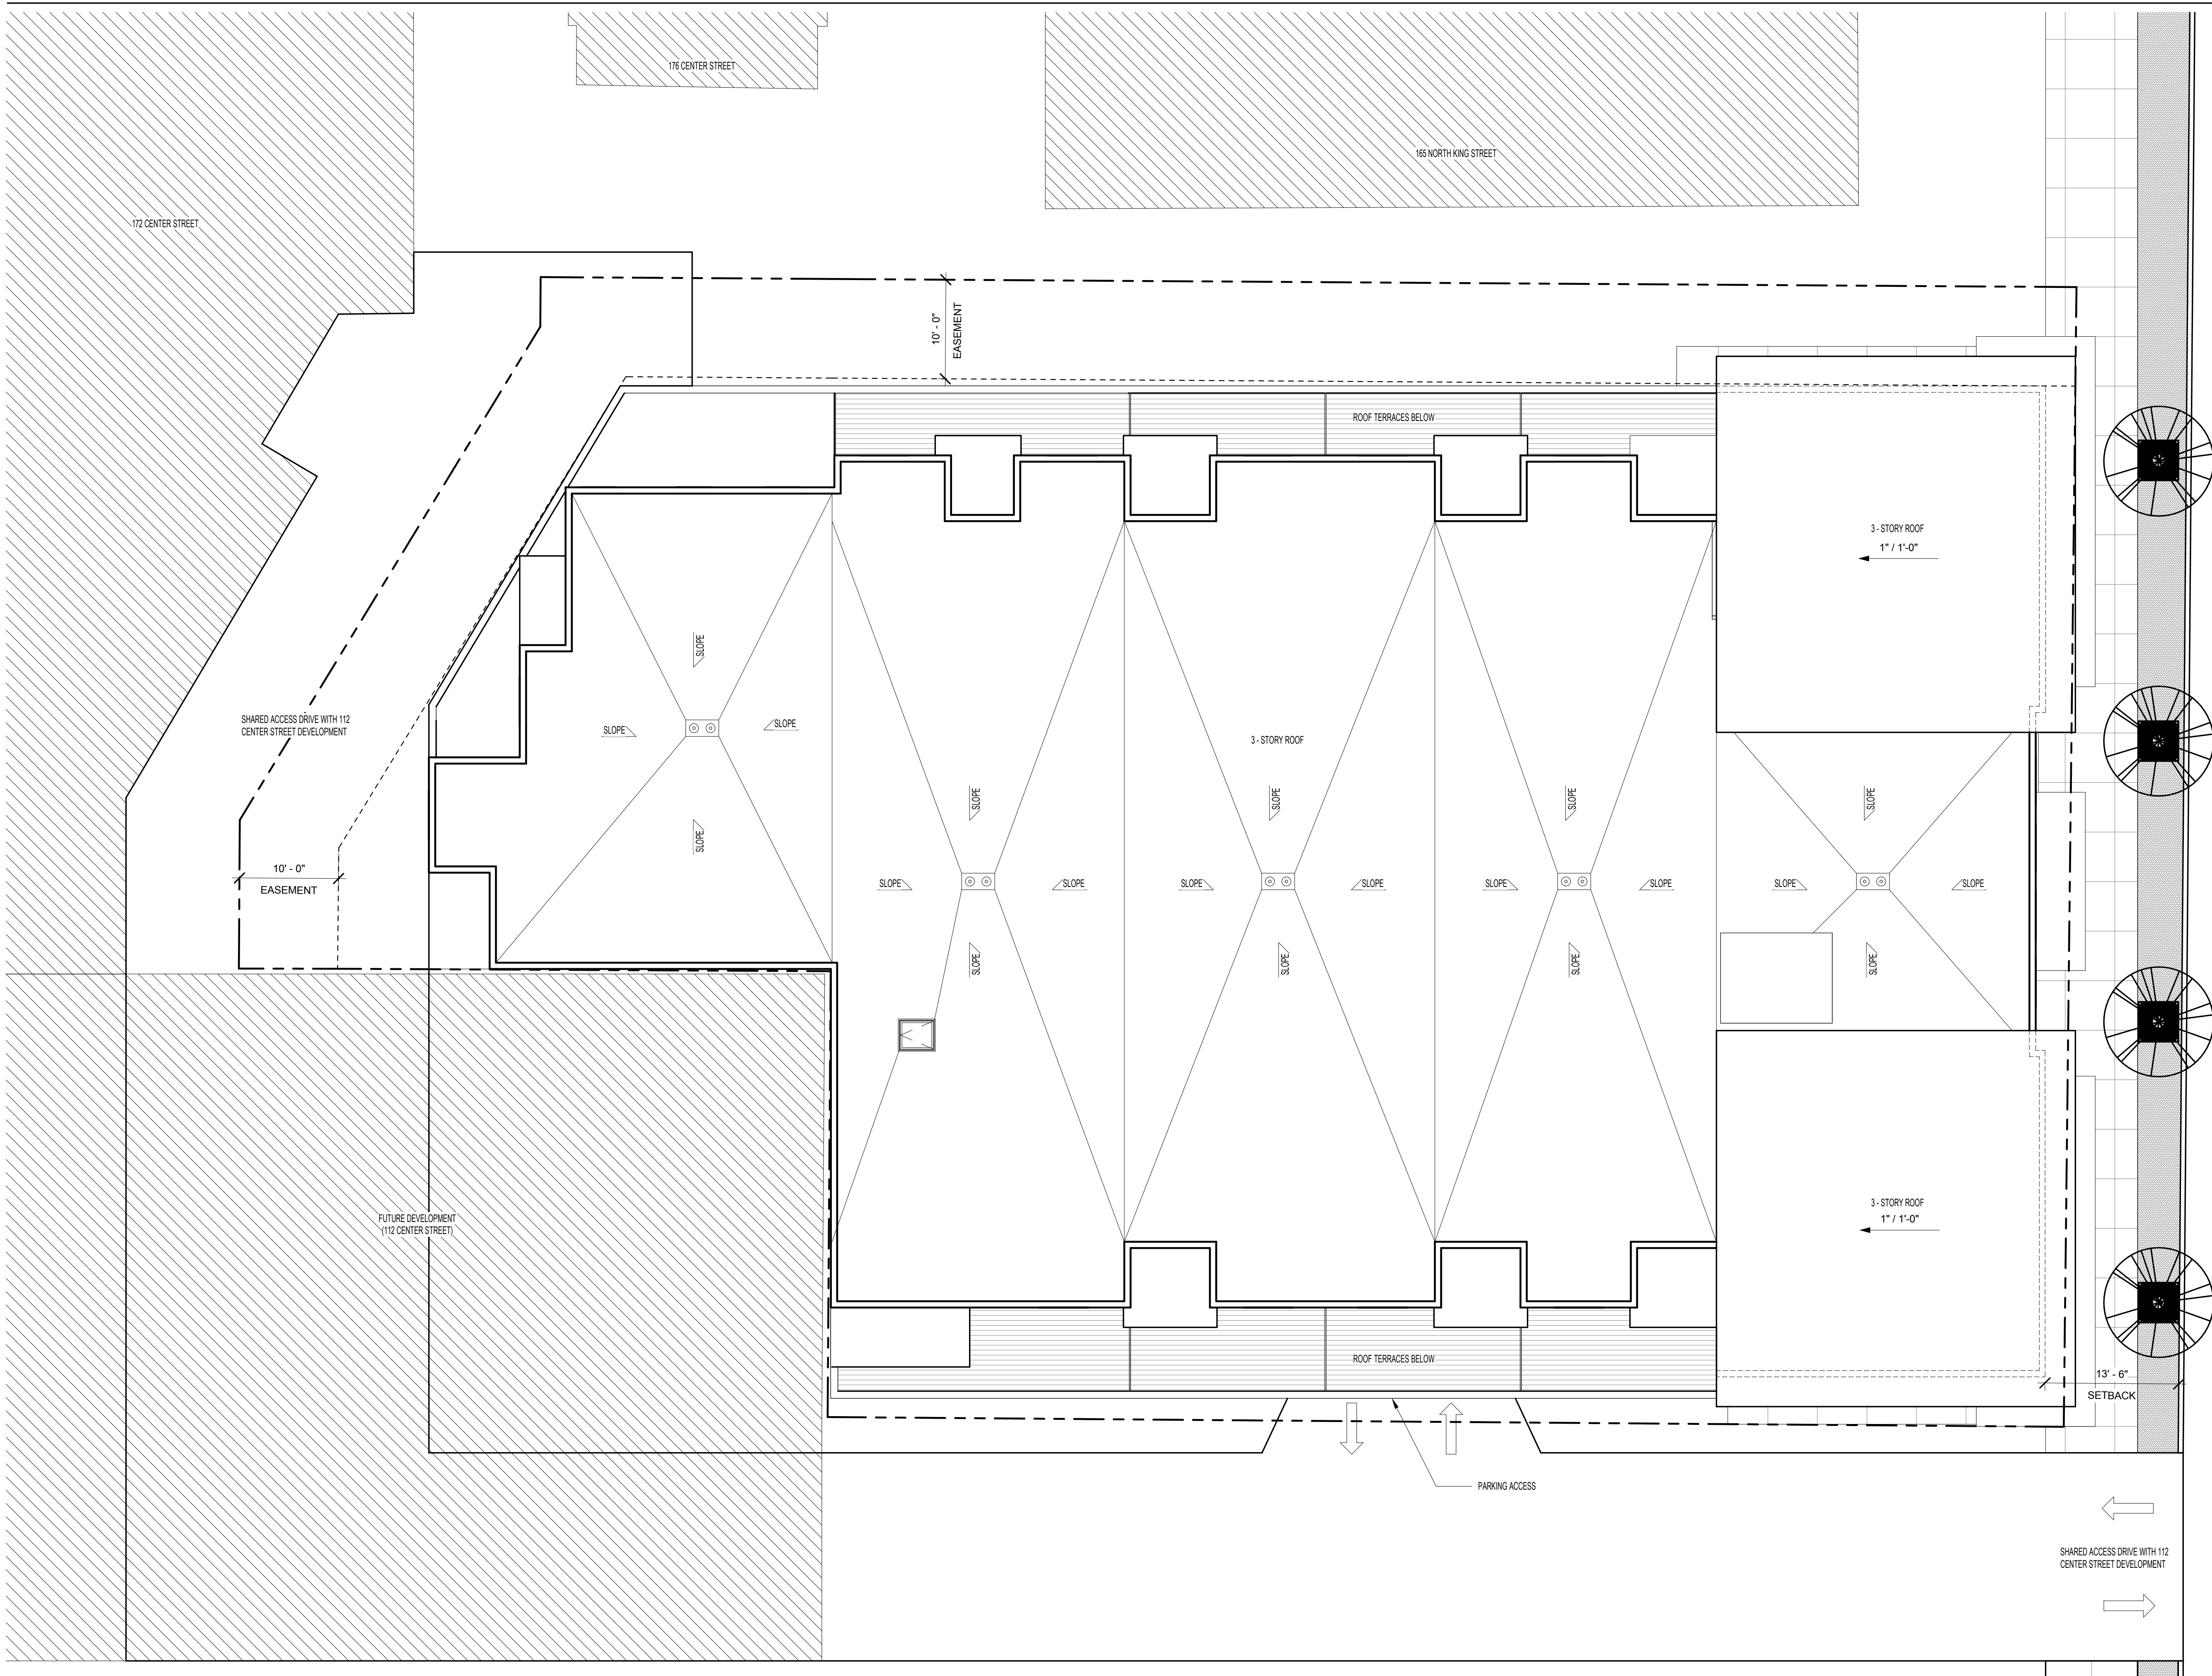 176 CENTER STREET
165 NORTH KING STREET
172 CENTER STREET
10' - 0"
EASEMENT
ROOF TERRACES BELOW
3 - STORY ROOF
1" / 1'-0"
SLOPE
SHARED ACCESS DRIVE WITH 112
CENTER STREET DEVELOPMENT
SLOPE
SLOPE
3 - STORY ROOF
SLOPE
SLOPE
SLOPE
SLOPE
SLOPE
10' - 0"
EASEMENT
SLOPE
SLOPE
SLOPE
SLOPE
SLOPE
SLOPE
SLOPE
SLOPE
SLOPE
SLOPE
SLOPE
SLOPE
3 - STORY ROOF
1" / 1'-0"
FUTURE DEVELOPMENT
(112 CENTER STREET)
ROOF TERRACES BELOW
13' - 6"
SETBACK
PARKING ACCESS
SHARED ACCESS DRIVE WITH 112
CENTER STREET DEVELOPMENT